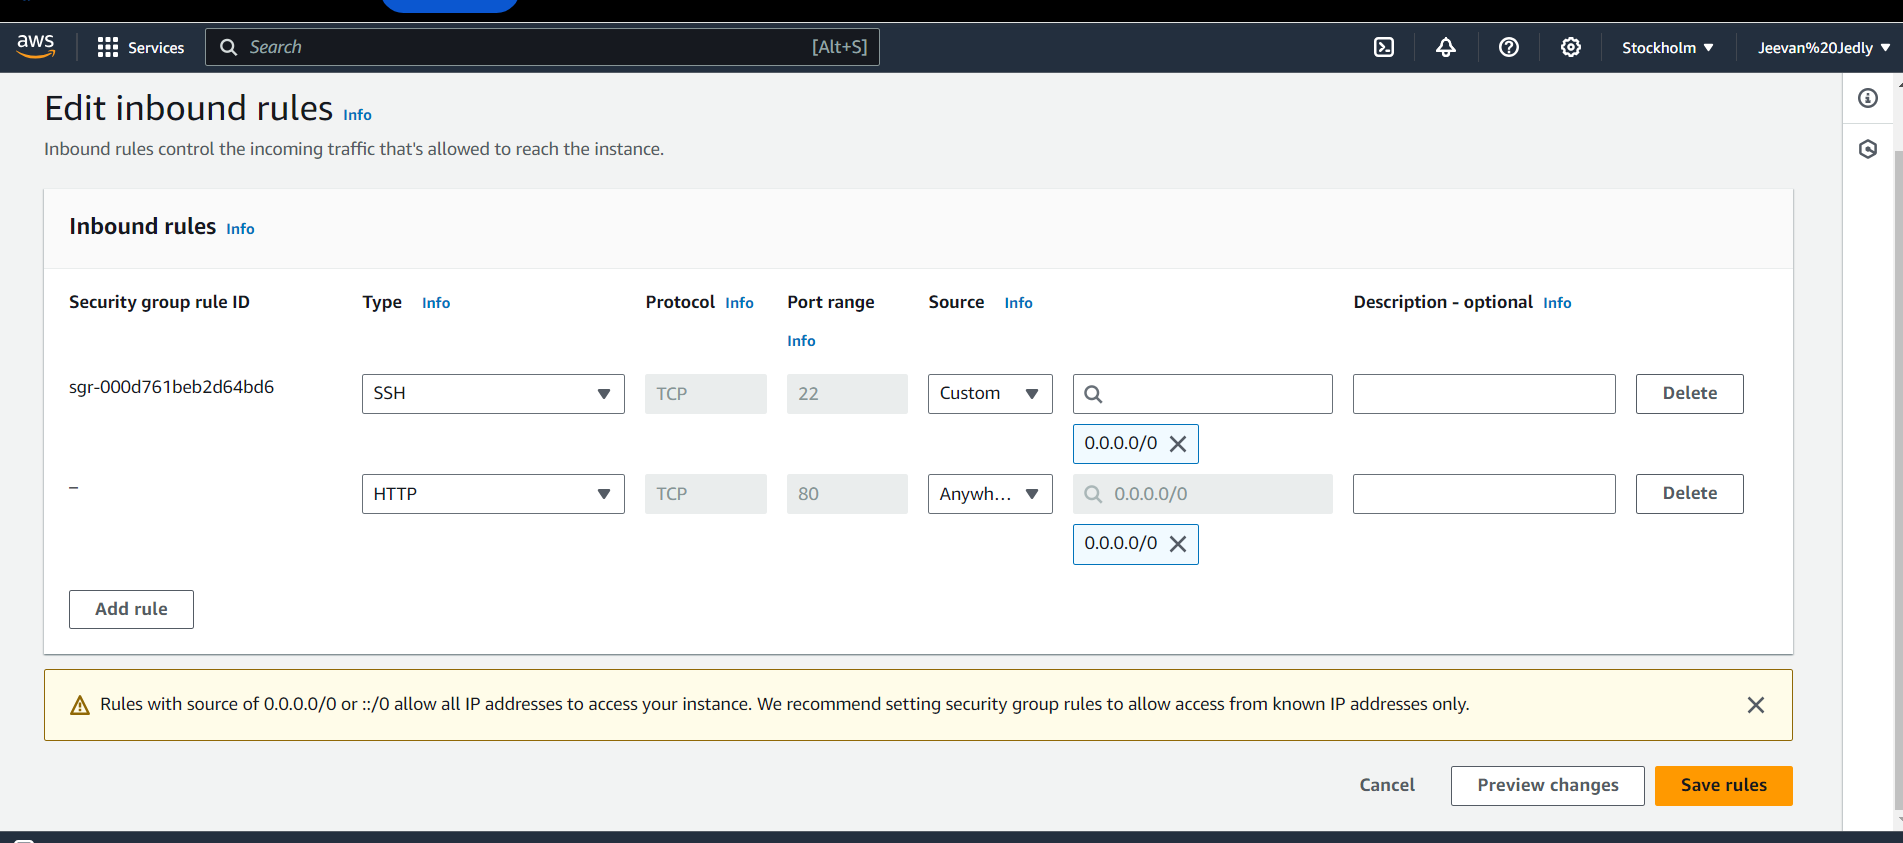 aws Services Search [Alt+S] Stockholm Jeevan%20Jedly
Edit inbound rules Info
Inbound rules control the incoming traffic that's allowed to reach the instance.
Inbound rules Info
Security group rule ID Type Info Protocol Info Port range Info Source Info Description - optional Info
sgr-000d761beb2d64bd6 SSH TCP 22 Custom Delete
0.0.0.0/0
– HTTP TCP 80 Anywh... 0.0.0.0/0 Delete
0.0.0.0/0
Add rule
Rules with source of 0.0.0.0/0 or ::/0 allow all IP addresses to access your instance. We recommend setting security group rules to allow access from known IP addresses only.
Cancel Preview changes Save rules